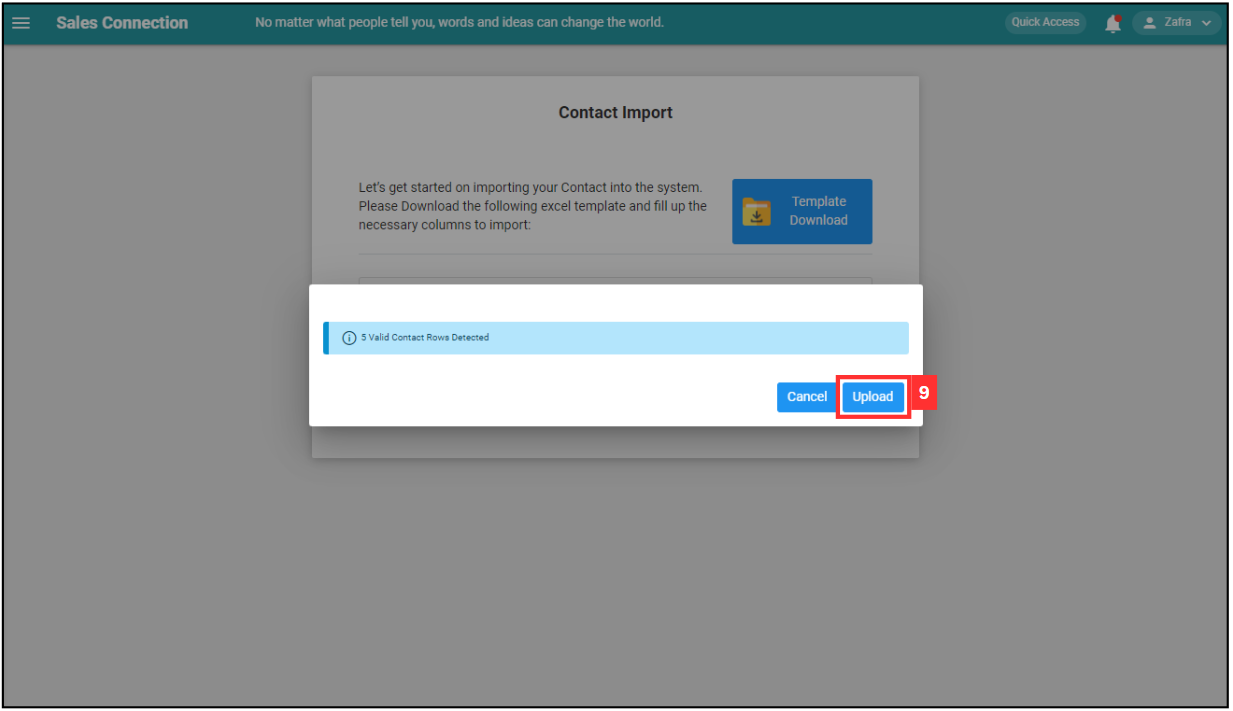 Sales Connection
No matter what people tell you, words and ideas can change the world.
Quick Access
Zafra
Contact Import
Let's get started on importing your Contact into the system.
Please Download the following excel template and fill up the
necessary columns to import:
Template
Download
5 Valid Contact Rows Detected
Cancel
Upload
9